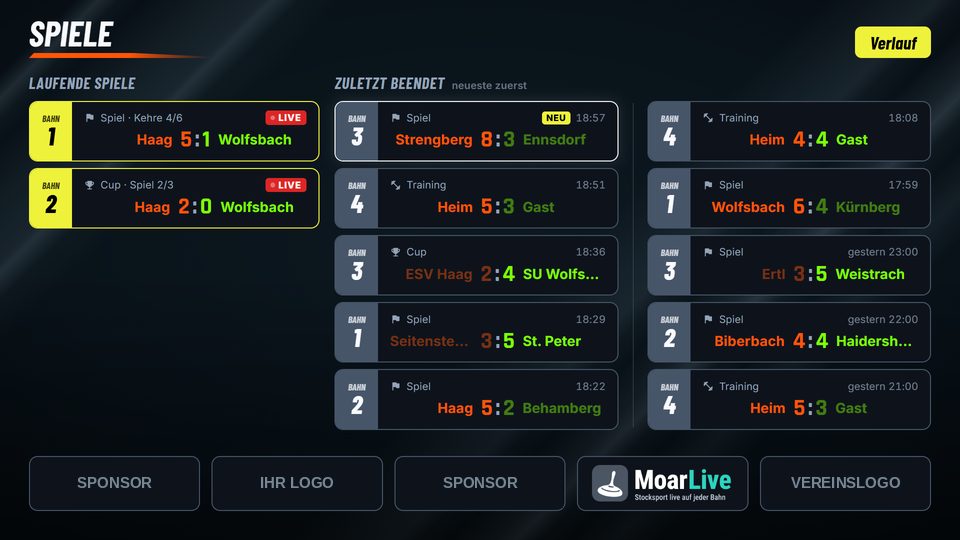 SPIELE
Verlauf
LAUFENDE SPIELE
BAHN 1
Spiel · Kehre 4/6
LIVE
Haag 5:1 Wolfsbach
BAHN 2
Cup · Spiel 2/3
LIVE
Haag 2:0 Wolfsbach
ZULETZT BEENDET neueste zuerst
BAHN 3
Spiel
NEU 18:57
Strengberg 8:3 Ennsdorf
BAHN 4
Training 18:51
Heim 5:3 Gast
BAHN 3
Cup 18:36
ESV Haag 2:4 SU Wolfs...
BAHN 1
Spiel 18:29
Seitenste... 3:5 St. Peter
BAHN 2
Spiel 18:22
Haag 5:2 Behamberg
BAHN 4
Training 18:08
Heim 4:4 Gast
BAHN 1
Spiel 17:59
Wolfsbach 6:4 Kürnberg
BAHN 3
Spiel gestern 23:00
Ertl 3:5 Weistrach
BAHN 2
Spiel gestern 22:00
Biberbach 4:4 Haidersh...
BAHN 4
Training gestern 21:00
Heim 5:3 Gast
SPONSOR
IHR LOGO
SPONSOR
MoarLive
Stocksport live auf jeder Bahn
VEREINSLOGO